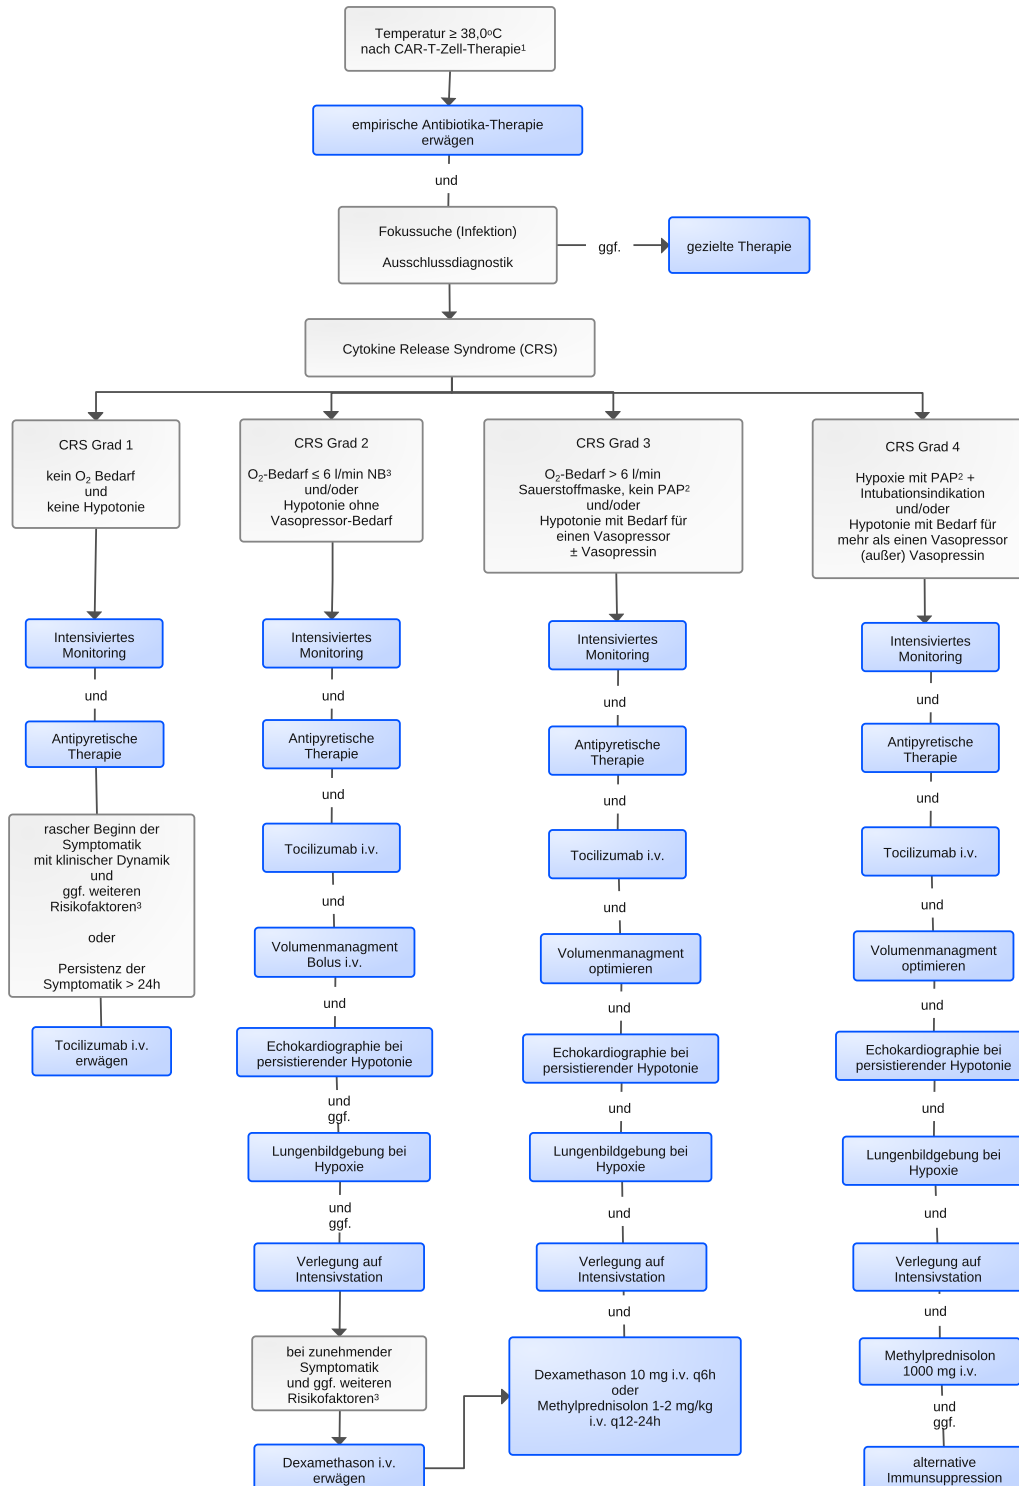 Temperatur ≥ 38,0°C
nach CAR-T-Zell-Therapie¹
empirische Antibiotika-Therapie
erwägen
und
Fokussuche (Infektion)
Ausschlussdiagnostik
ggf.
gezielte Therapie
Cytokine Release Syndrome (CRS)
CRS Grad 1
kein O₂ Bedarf
und
keine Hypotonie
Intensiviertes
Monitoring
und
Antipyretische
Therapie
rascher Beginn der
Symptomatik
mit klinischer Dynamik
und
ggf. weiteren
Risikofaktoren³
oder
Persistenz der
Symptomatik > 24h
Tocilizumab i.v.
erwägen
CRS Grad 2
O₂-Bedarf ≤ 6 l/min NB³
und/oder
Hypotonie ohne
Vasopressor-Bedarf
Intensiviertes
Monitoring
und
Antipyretische
Therapie
und
Tocilizumab i.v.
und
Volumenmanagment
Bolus i.v.
und
Echokardiographie bei
persistierender Hypotonie
und
ggf.
Lungenbildgebung bei
Hypoxie
und
ggf.
Verlegung auf
Intensivstation
bei zunehmender
Symptomatik
und ggf. weiteren
Risikofaktoren³
Dexamethason i.v.
erwägen
CRS Grad 3
O₂-Bedarf > 6 l/min
Sauerstoffmaske, kein PAP²
und/oder
Hypotonie mit Bedarf für
einen Vasopressor
± Vasopressin
Intensiviertes
Monitoring
und
Antipyretische
Therapie
und
Tocilizumab i.v.
und
Volumenmanagment
optimieren
und
Echokardiographie bei
persistierender Hypotonie
und
Lungenbildgebung bei
Hypoxie
und
Verlegung auf
Intensivstation
und
Dexamethason 10 mg i.v. q6h
oder
Methylprednisolon 1-2 mg/kg
i.v. q12-24h
CRS Grad 4
Hypoxie mit PAP² +
Intubationsindikation
und/oder
Hypotonie mit Bedarf für
mehr als einen Vasopressor
(außer) Vasopressin
Intensiviertes
Monitoring
und
Antipyretische
Therapie
und
Tocilizumab i.v.
und
Volumenmanagment
optimieren
und
Echokardiographie bei
persistierender Hypotonie
und
Lungenbildgebung bei
Hypoxie
und
Verlegung auf
Intensivstation
und
Methylprednisolon
1000 mg i.v.
und
ggf.
alternative
Immunsuppression